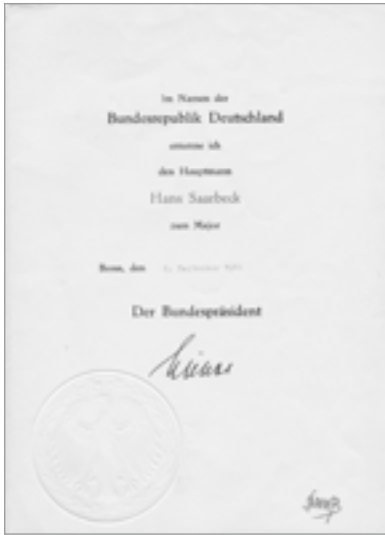 Im Namen der
Bundesrepublik Deutschland
ernenne ich
den Hauptmann
Hans Saarbeck
zum Major
Bonn, den
Der Bundespräsident